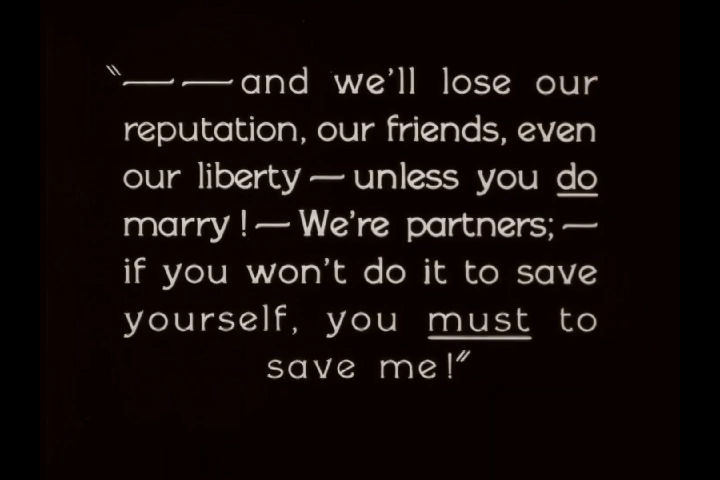 "— — and we'll lose our
reputation, our friends, even
our liberty — unless you do
marry! — We're partners; —
if you won't do it to save
yourself, you must to
save me!"